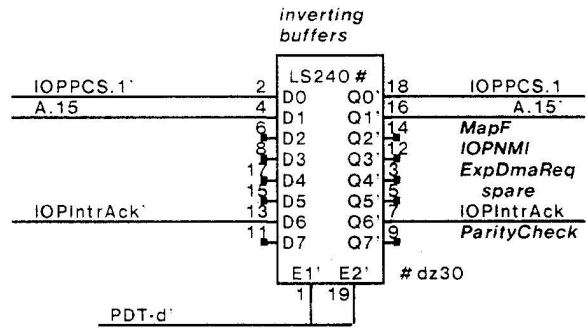 inverting
buffers
LS240 #
IOPPCS.1' 2 D0 Q0' 18 IOPPCS.1
A.15 4 D1 Q1' 16 A.15'
6 D2 Q2' 14 MapF
8 D3 Q3' 12 IOPNMI
17 D4 Q4' 3 ExpDmaReq
15 D5 Q5' 5 spare
IOPIntrAck' 13 D6 Q6' 7 IOPIntrAck
11 D7 Q7' 9 ParityCheck
E1' E2' # dz30
1 19
PDT-d'